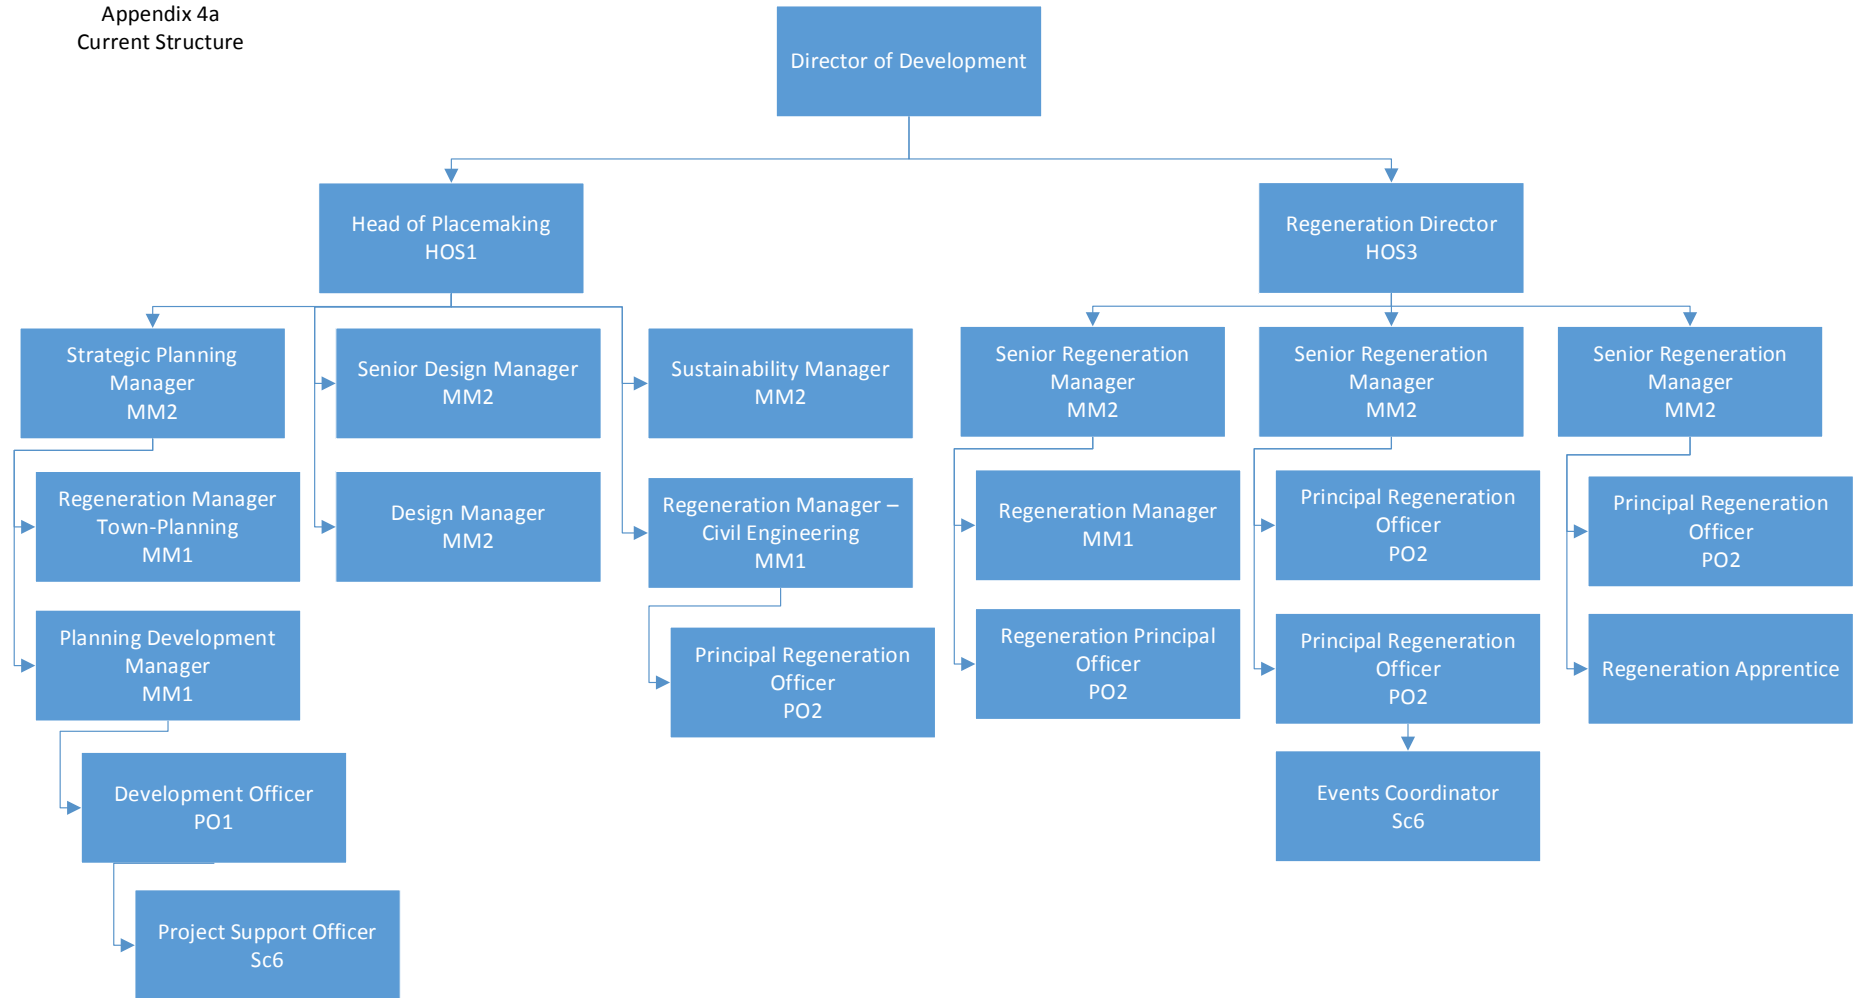 Appendix 4a
Current Structure
Director of Development
Head of Placemaking
HOS1
Regeneration Director
HOS3
Strategic Planning
Manager
MM2
Senior Design Manager
MM2
Sustainability Manager
MM2
Senior Regeneration
Manager
MM2
Senior Regeneration
Manager
MM2
Senior Regeneration
Manager
MM2
Regeneration Manager
Town-Planning
MM1
Design Manager
MM2
Regeneration Manager –
Civil Engineering
MM1
Regeneration Manager
MM1
Principal Regeneration
Officer
PO2
Principal Regeneration
Officer
PO2
Planning Development
Manager
MM1
Principal Regeneration
Officer
PO2
Regeneration Principal
Officer
PO2
Principal Regeneration
Officer
PO2
Regeneration Apprentice
Development Officer
PO1
Events Coordinator
Sc6
Project Support Officer
Sc6